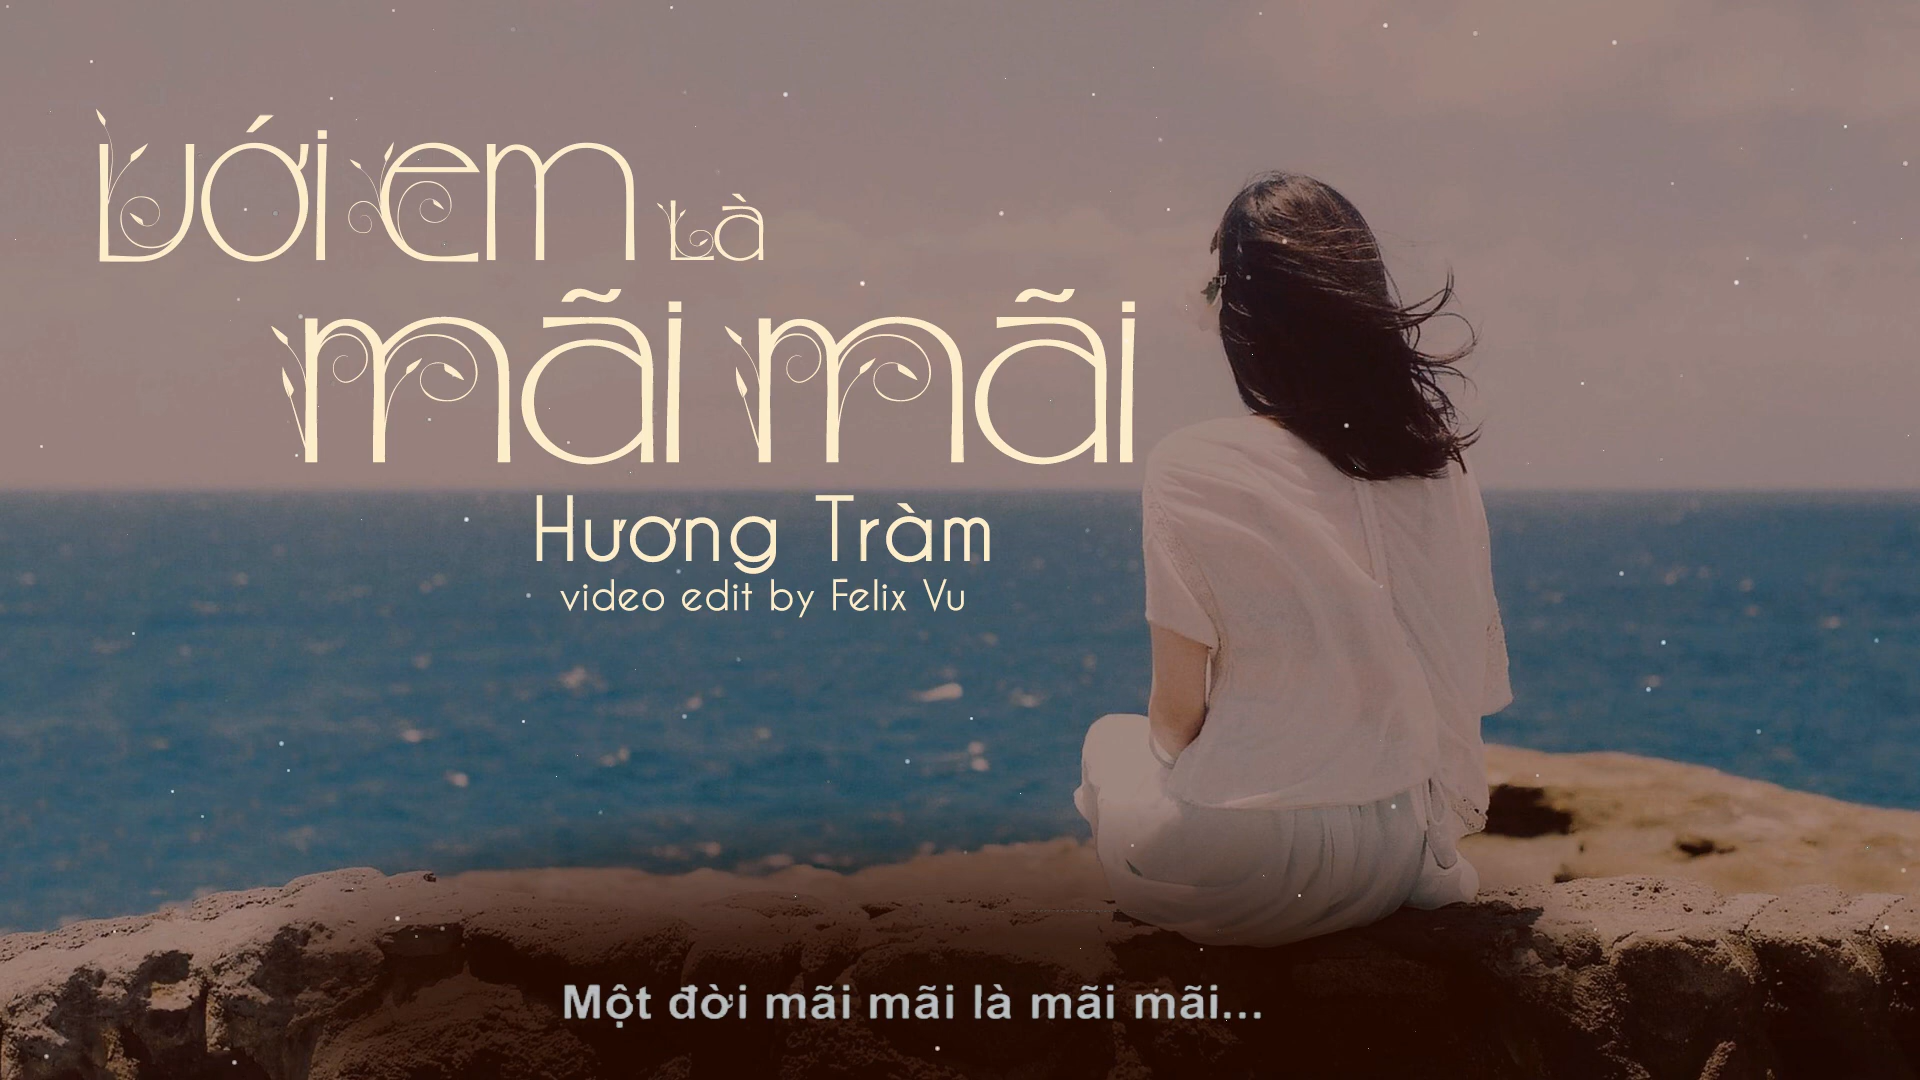 Với em là
mãi mãi
Hương Tràm
video edit by Felix Vu
Một đời mãi mãi là mãi mãi...